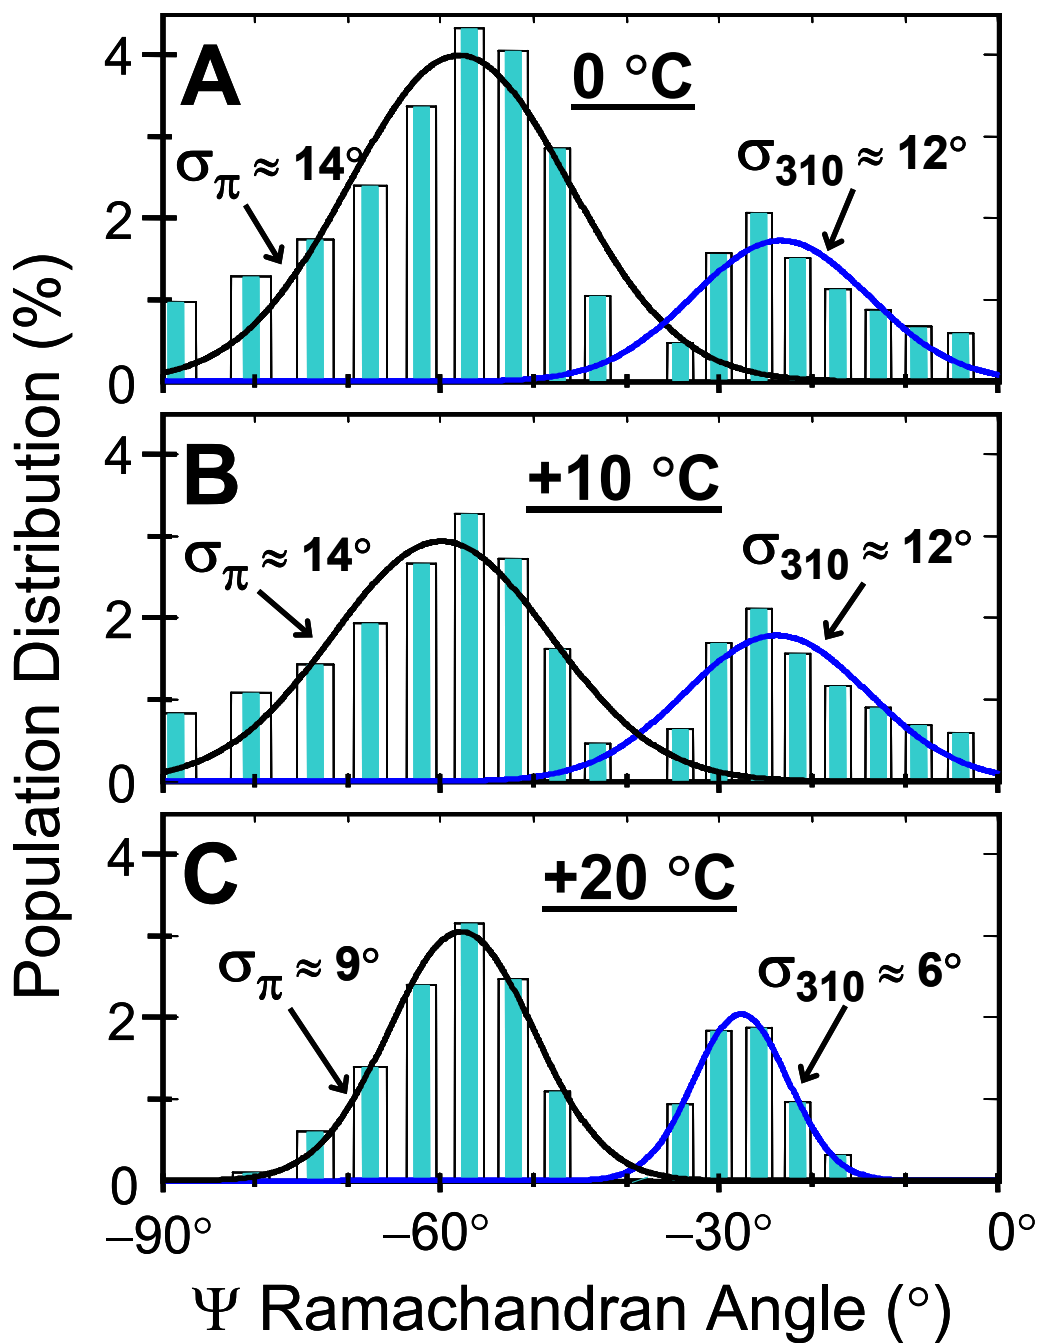 Population Distribution (%)
A
0 °C
4
2
0
σπ ≈ 14°
σ310 ≈ 12°
B
+10 °C
4
2
0
σπ ≈ 14°
σ310 ≈ 12°
C
+20 °C
4
2
0
σπ ≈ 9°
σ310 ≈ 6°
–90° –60° –30° 0°
Ψ Ramachandran Angle (°)